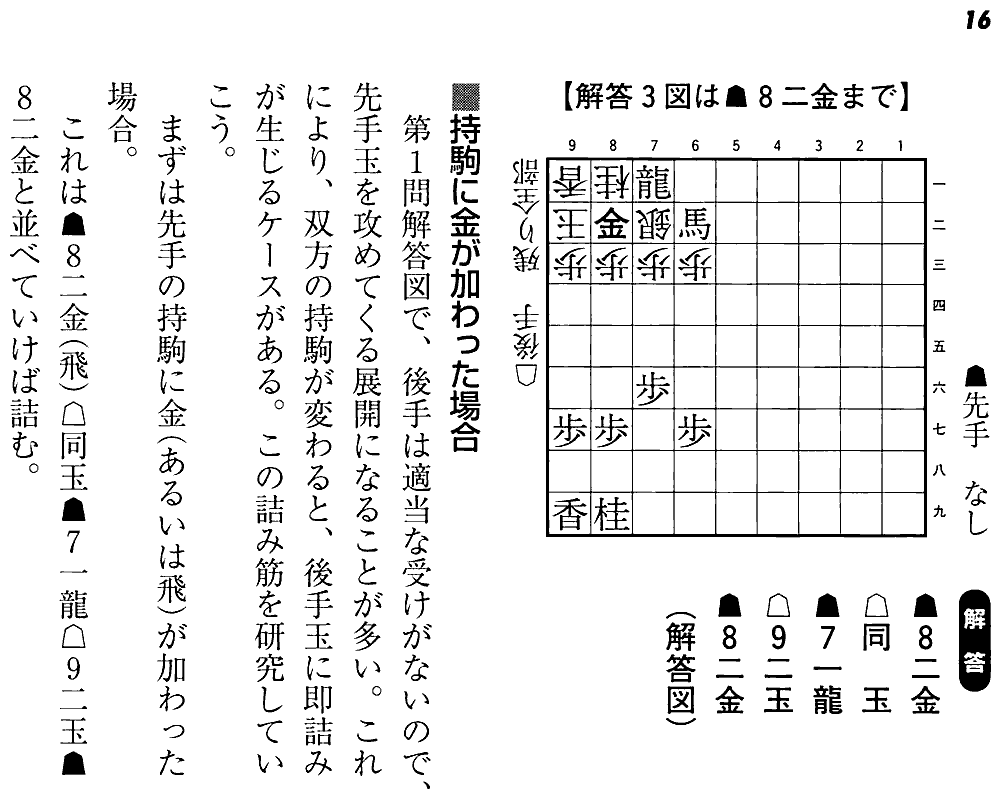 16
【解答3図は☗8二金まで】
9 8 7 6 5 4 3 2 1
香桂龍 一
王金銀馬 二
歩歩歩歩 三
四
五
歩 六
歩歩歩 七
八
香桂 九
☖後手 残り全部
☗先手 なし
解答
☗8二金
☖同 玉
☗7一龍
☖9二玉
☗8二金
(解答図)
■持駒に金が加わった場合
第1問解答図で、後手は適当な受けがないので、
先手玉を攻めてくる展開になることが多い。これ
により、双方の持駒が変わると、後手玉に即詰み
が生じるケースがある。この詰み筋を研究してい
こう。
まずは先手の持駒に金(あるいは飛)が加わった
場合。
これは☗8二金(飛)☖同玉☗7一龍☖9二玉☗
8二金と並べていけば詰む。